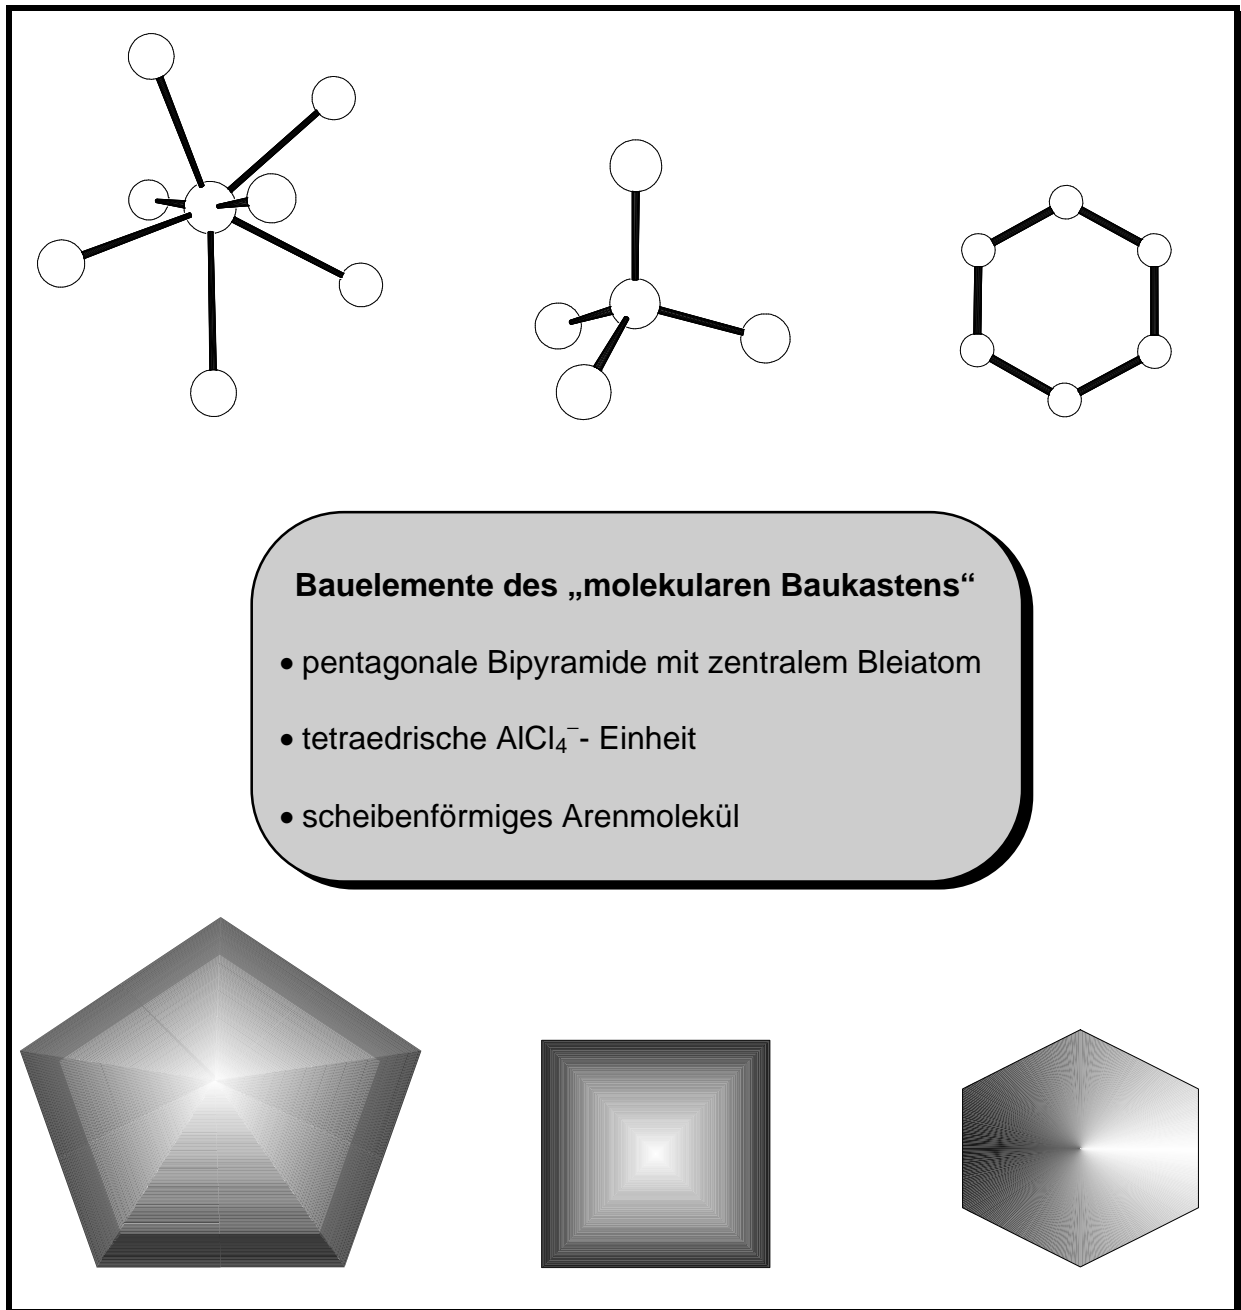 Bauelemente des „molekularen Baukastens“
• pentagonale Bipyramide mit zentralem Bleiatom
• tetraedrische AlCl₄⁻- Einheit
• scheibenförmiges Arenmolekül